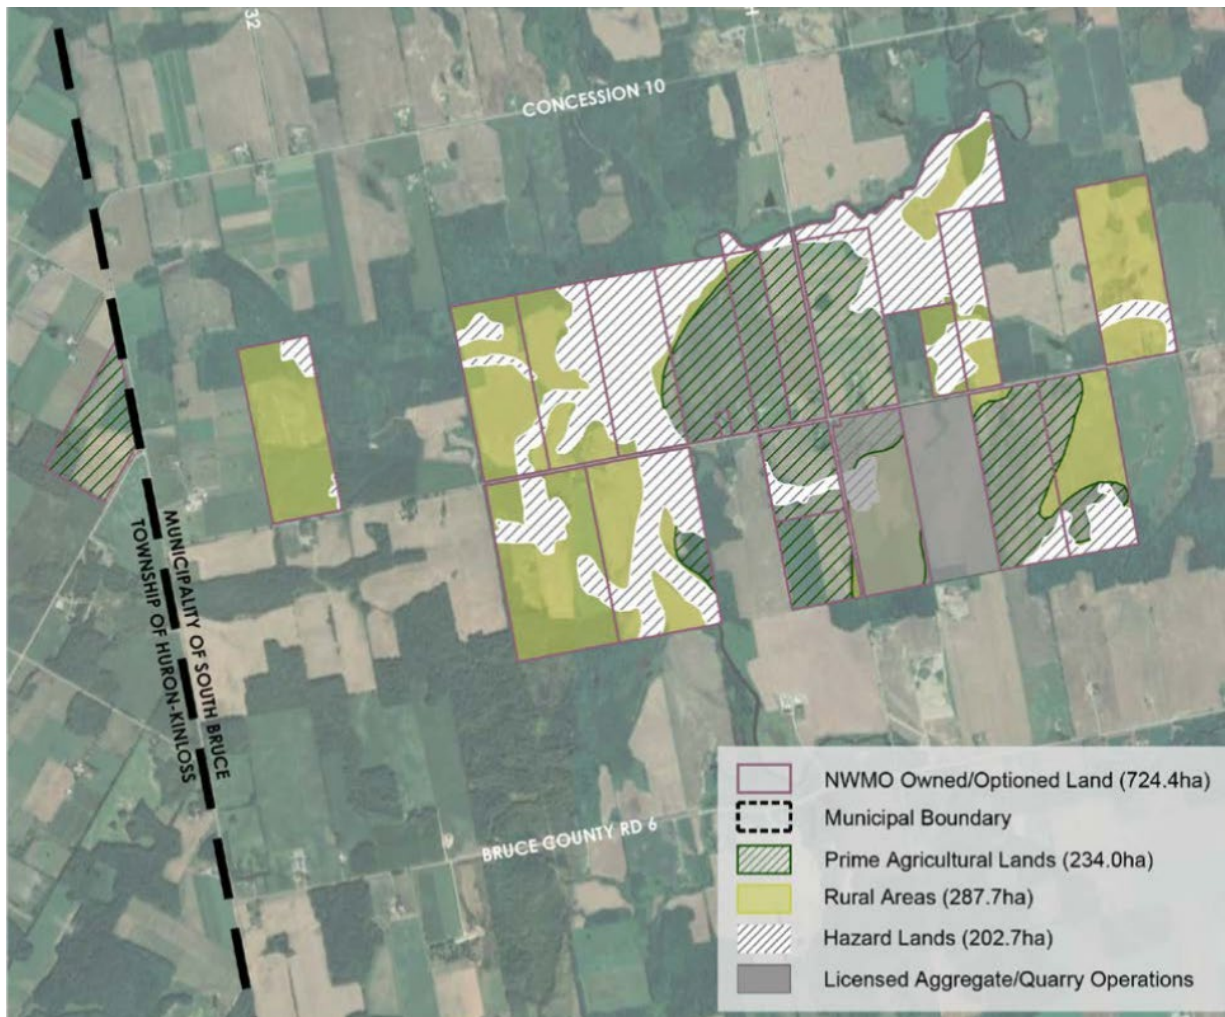 32
CONCESSION 10
MUNICIPALITY OF SOUTH BRUCE
TOWNSHIP OF HURON-KINLOSS
BRUCE COUNTY RD 6
NWMO Owned/Optioned Land (724.4ha)
Municipal Boundary
Prime Agricultural Lands (234.0ha)
Rural Areas (287.7ha)
Hazard Lands (202.7ha)
Licensed Aggregate/Quarry Operations